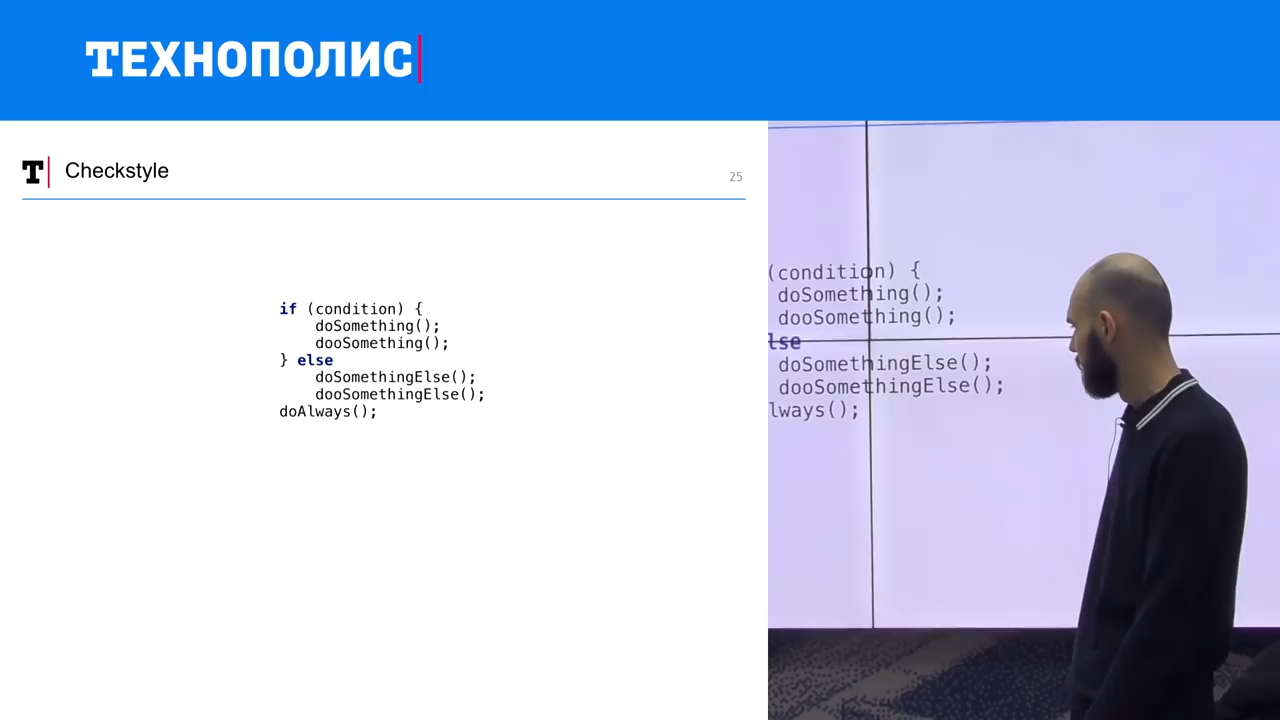 ТЕХНОПОЛИС
T Checkstyle
25
if (condition) {
    doSomething();
    dooSomething();
} else
    doSomethingElse();
    dooSomethingElse();
doAlways();
(condition) {
doSomething();
dooSomething();
lse
doSomethingElse();
dooSomethingElse();
lways();